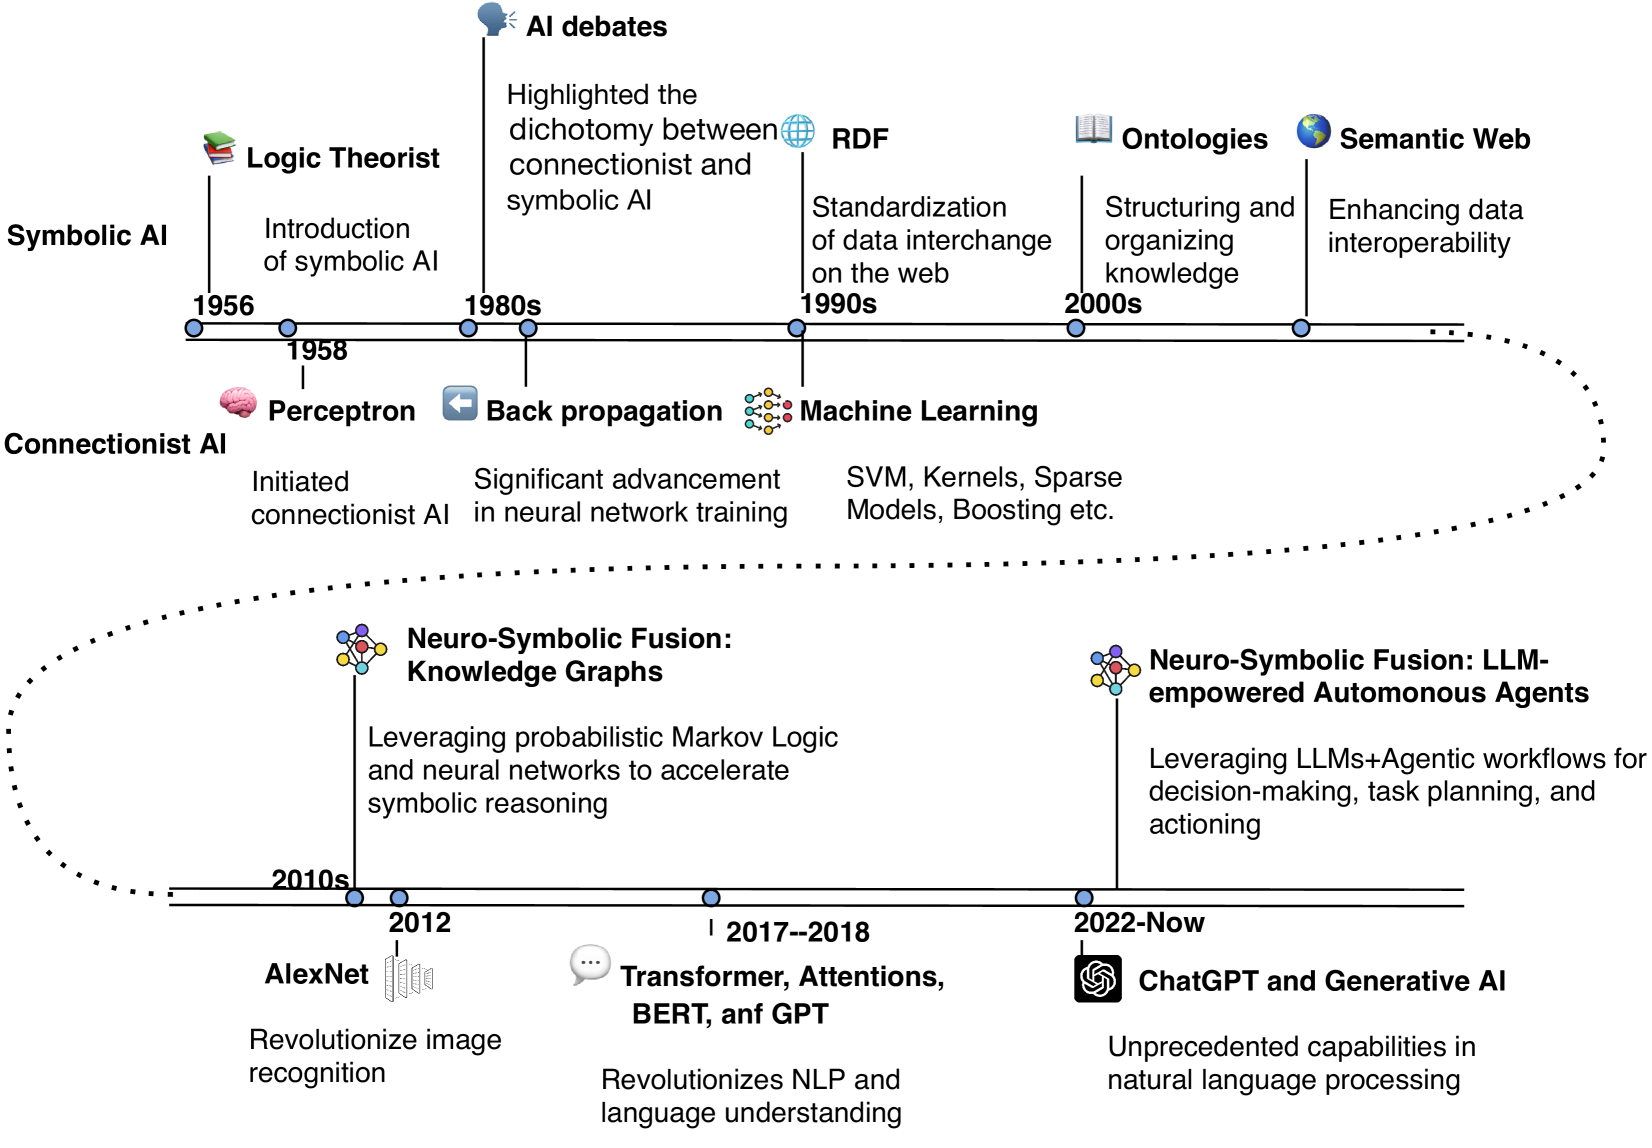 AI debates
Highlighted the
dichotomy between
connectionist and
symbolic AI
Logic Theorist
Introduction
of symbolic AI
RDF
Standardization
of data interchange
on the web
Ontologies
Structuring and
organizing
knowledge
Semantic Web
Enhancing data
interoperability
Symbolic AI
1956
1980s
1990s
2000s
1958
Perceptron
Back propagation
Machine Learning
Connectionist AI
Initiated
connectionist AI
Significant advancement
in neural network training
SVM, Kernels, Sparse
Models, Boosting etc.
Neuro-Symbolic Fusion:
Knowledge Graphs
Leveraging probabilistic Markov Logic
and neural networks to accelerate
symbolic reasoning
Neuro-Symbolic Fusion: LLM-
empowered Automonous Agents
Leveraging LLMs+Agentic workflows for
decision-making, task planning, and
actioning
2010s
2012
2017--2018
2022-Now
AlexNet
Revolutionize image
recognition
Transformer, Attentions,
BERT, anf GPT
Revolutionizes NLP and
language understanding
ChatGPT and Generative AI
Unprecedented capabilities in
natural language processing